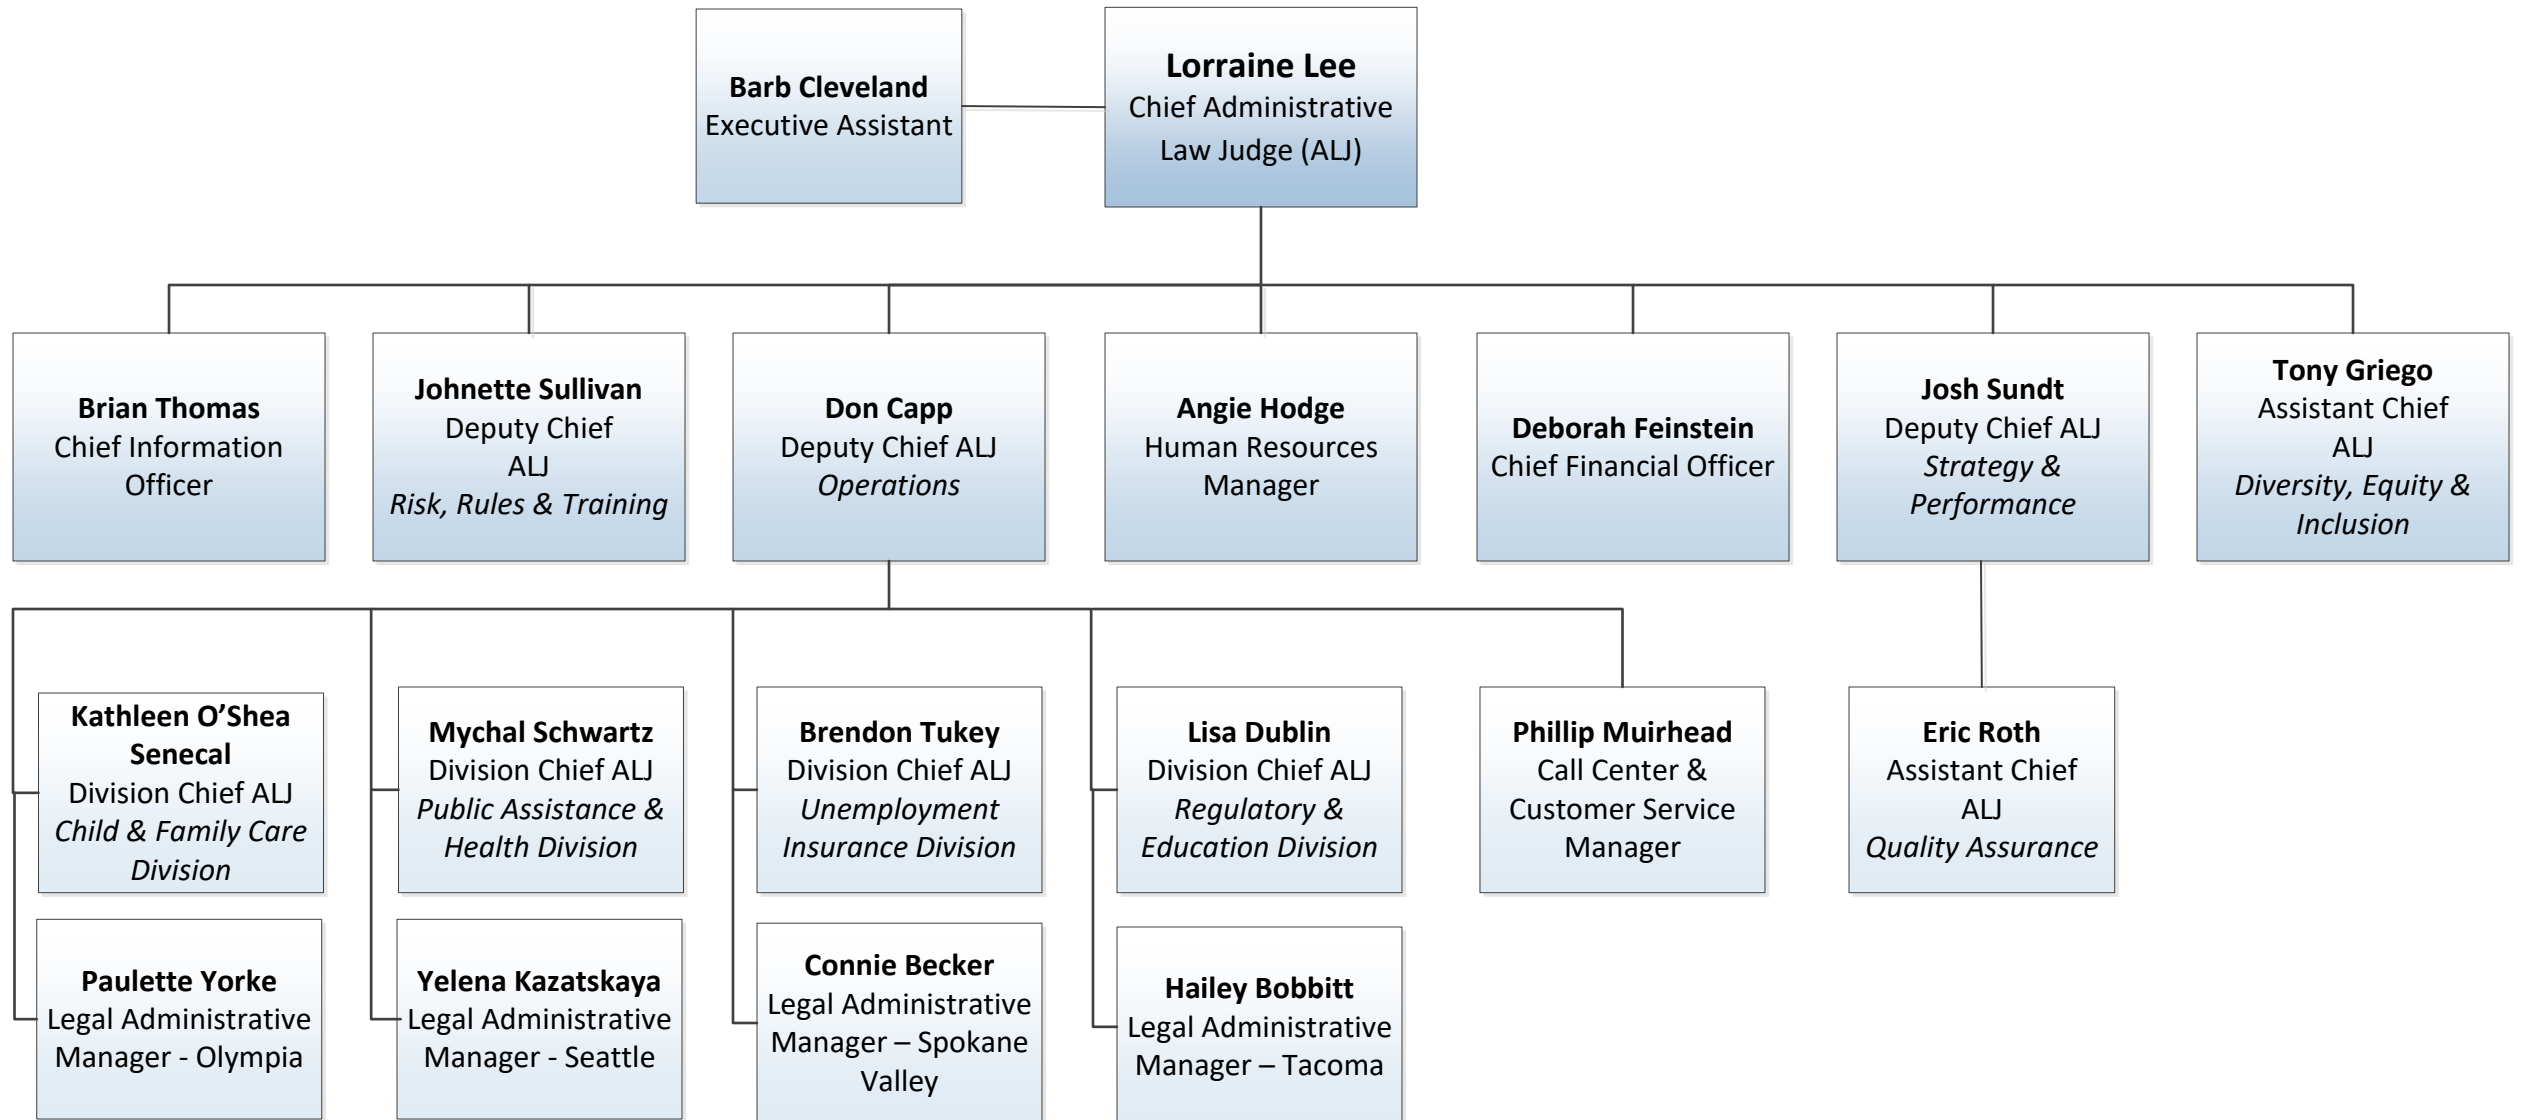 Barb Cleveland
Executive Assistant
Lorraine Lee
Chief Administrative
Law Judge (ALJ)
Brian Thomas
Chief Information
Officer
Johnette Sullivan
Deputy Chief
ALJ
Risk, Rules & Training
Don Capp
Deputy Chief ALJ
Operations
Angie Hodge
Human Resources
Manager
Deborah Feinstein
Chief Financial Officer
Josh Sundt
Deputy Chief ALJ
Strategy &
Performance
Tony Griego
Assistant Chief
ALJ
Diversity, Equity &
Inclusion
Kathleen O’Shea
Senecal
Division Chief ALJ
Child & Family Care
Division
Mychal Schwartz
Division Chief ALJ
Public Assistance &
Health Division
Brendon Tukey
Division Chief ALJ
Unemployment
Insurance Division
Lisa Dublin
Division Chief ALJ
Regulatory &
Education Division
Phillip Muirhead
Call Center &
Customer Service
Manager
Eric Roth
Assistant Chief
ALJ
Quality Assurance
Paulette Yorke
Legal Administrative
Manager - Olympia
Yelena Kazatskaya
Legal Administrative
Manager - Seattle
Connie Becker
Legal Administrative
Manager – Spokane
Valley
Hailey Bobbitt
Legal Administrative
Manager – Tacoma